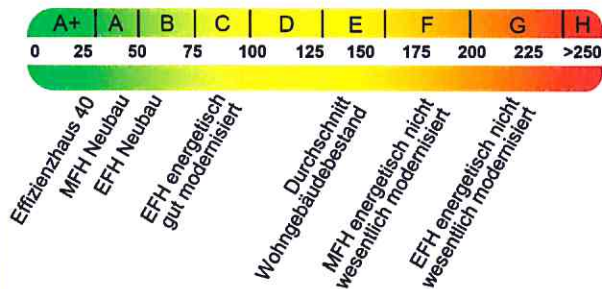 A+ A B C D E F G H
0 25 50 75 100 125 150 175 200 225 >250
Effizienzhaus 40
MFH Neubau
EFH Neubau
EFH energetisch
gut modernisiert
Durchschnitt
Wohngebäudebestand
MFH energetisch nicht
wesentlich modernisiert
EFH energetisch nicht
wesentlich modernisiert